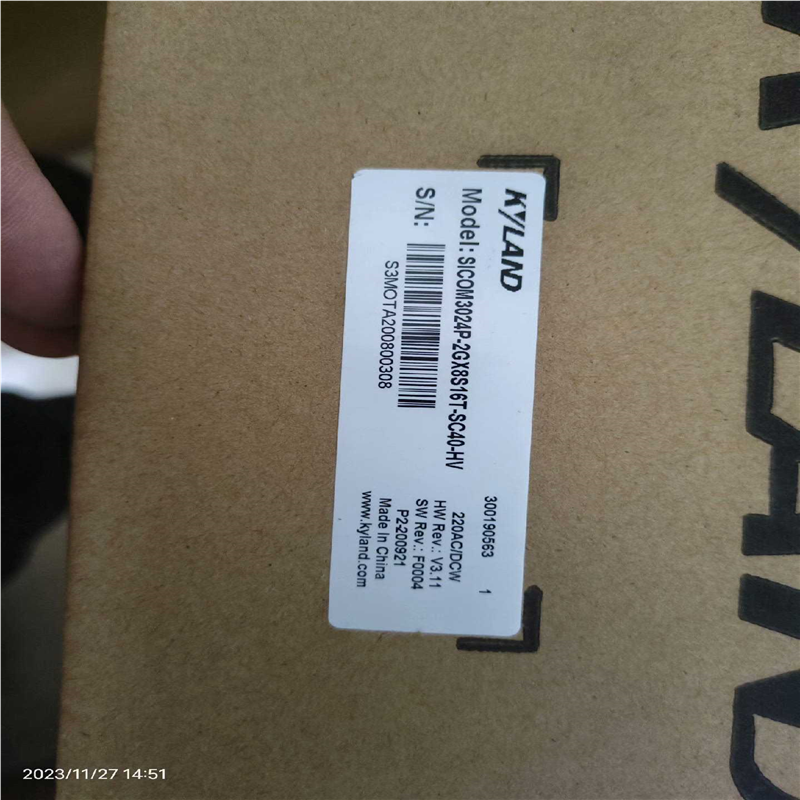 KYLAND
Model: SICOM3024P-2GX8S16T-SC40-HV
S/N:
S3MOTA200800308
300190563 1
220AC/DCW
HW Rev.: V3.11
SW Rev.: F0004
P2-200921
Made In China
www.kyland.com
KYLAND
2023/11/27 14:51